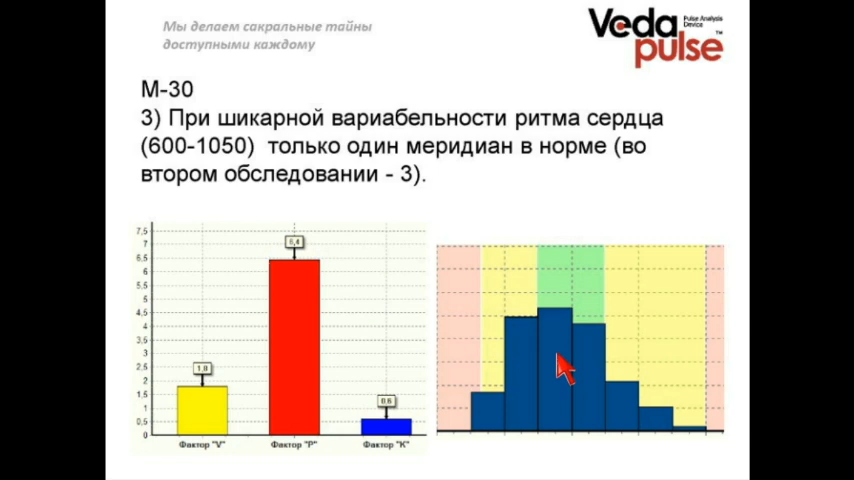 Мы делаем сакральные тайны
доступными каждому
Veda Pulse Analysis
Device
pulse™
М-30
3) При шикарной вариабельности ритма сердца
(600-1050) только один меридиан в норме (во
втором обследовании - 3).
7,5
7
6,5
6
5,5
5
4,5
4
3,5
3
2,5
2
1,5
1
0,5
0
1,8
6,4
0,6
Фактор "V"
Фактор "P"
Фактор "K"